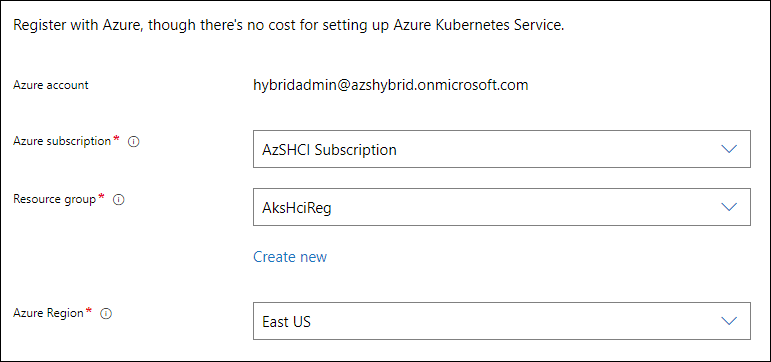 Register with Azure, though there's no cost for setting up Azure Kubernetes Service.
Azure account hybridadmin@azshybrid.onmicrosoft.com
Azure subscription* AzSHCI Subscription
Resource group* AksHciReg
Create new
Azure Region* East US